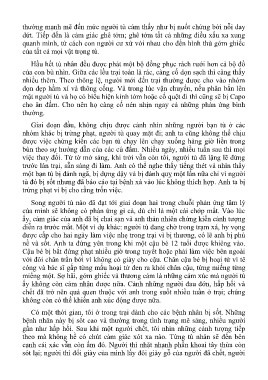 thường mạnh mẽ đến mức người tù cảm thấy như bị nuốt chửng bởi nỗi day
dứt. Tiếp đến là cảm giác ghê tởm; ghê tởm tất cả những điều xấu xa xung
quanh mình, từ cách con người cư xử với nhau cho đến hình thù gớm ghiếc
của tất cả mọi vật trong tù.
Hầu hết tù nhân đều được phát một bộ đồng phục rách rưới hơn cả bộ đồ
của con bù nhìn. Giữa các lều trại toàn là rác, càng cố dọn sạch thì càng thấy
nhiều thêm. Theo thông lệ, người mới đến trại thường được cho vào nhóm
dọn dẹp hầm xí và thông cống. Và trong lúc vận chuyển, nếu phân bắn lên
mặt người tù và họ có biểu hiện kinh tởm hoặc cố quệt đi thì cũng sẽ bị Capo
cho ăn đấm. Cho nên họ càng cố nén nhịn ngay cả những phản ứng bình
thường.
Giai đoạn đầu, không chịu được cảnh nhìn những người bạn tù ở các
nhóm khác bị trừng phạt, người tù quay mặt đi; anh ta cũng không thể chịu
được việc chứng kiến các bạn tù chạy lên chạy xuống hàng giờ liền trong
bùn theo sự hướng dẫn của các cú đấm. Nhiều ngày, nhiều tuần sau thì mọi
việc thay đổi. Từ tờ mờ sáng, khi trời vẫn còn tối, người tù đã lặng lẽ đứng
trước lán trại, sẵn sàng đi làm. Anh có thể nghe thấy tiếng thét và nhìn thấy
một bạn tù bị đánh ngã, bị dựng dậy và bị đánh quỵ một lần nữa chỉ vì người
tù đó bị sốt nhưng đã báo cáo tại bệnh xá vào lúc không thích hợp. Anh ta bị
trừng phạt vì bị cho rằng trốn việc.
Song người tù nào đã đạt tới giai đoạn hai trong chuỗi phản ứng tâm lý
của mình sẽ không có phản ứng gì cả, dù chỉ là một cái chớp mắt. Vào lúc
ấy, cảm giác của anh đã bị chai sạn và anh thản nhiên chứng kiến cảnh tượng
diễn ra trước mắt. Một ví dụ khác: người tù đang chờ trong trạm xá, hy vọng
được cấp cho hai ngày làm việc nhẹ trong trại vì bị thương, có lẽ anh bị phù
nề và sốt. Anh ta đứng yên trong khi một cậu bé 12 tuổi được khiêng vào.
Cậu bé bị bắt đứng phạt nhiều giờ trong tuyết hoặc phải làm việc bên ngoài
với đôi chân trần bởi vì không có giày cho cậu. Chân cậu bé bị hoại tử vì tê
cóng và bác sĩ gắp từng mẩu hoại tử đen ra khỏi chân cậu, từng miếng từng
miếng một. Sợ hãi, gớm ghiếc và thương cảm là những cảm xúc mà người tù
ấy không còn cảm nhận được nữa. Cảnh những người đau đớn, hấp hối và
chết đã trở nên quá quen thuộc với anh trong suốt nhiều tuần ở trại; chúng
không còn có thể khiến anh xúc động được nữa.
Có một thời gian, tôi ở trong trại dành cho các bệnh nhân bị sốt. Những
bệnh nhân này bị sốt cao và thường trong tình trạng mê sảng, nhiều người
gần như hấp hối. Sau khi một người chết, tôi nhìn những cảnh tượng tiếp
theo mà không hề có chút cảm giác xót xa nào. Từng tù nhân sẽ đến bên
cạnh cái xác vẫn còn ấm đó. Người thì nhặt nhạnh phần khoai tây thừa còn
sót lại; người thì đổi giày của mình lấy đôi giày gỗ của người đã chết, người